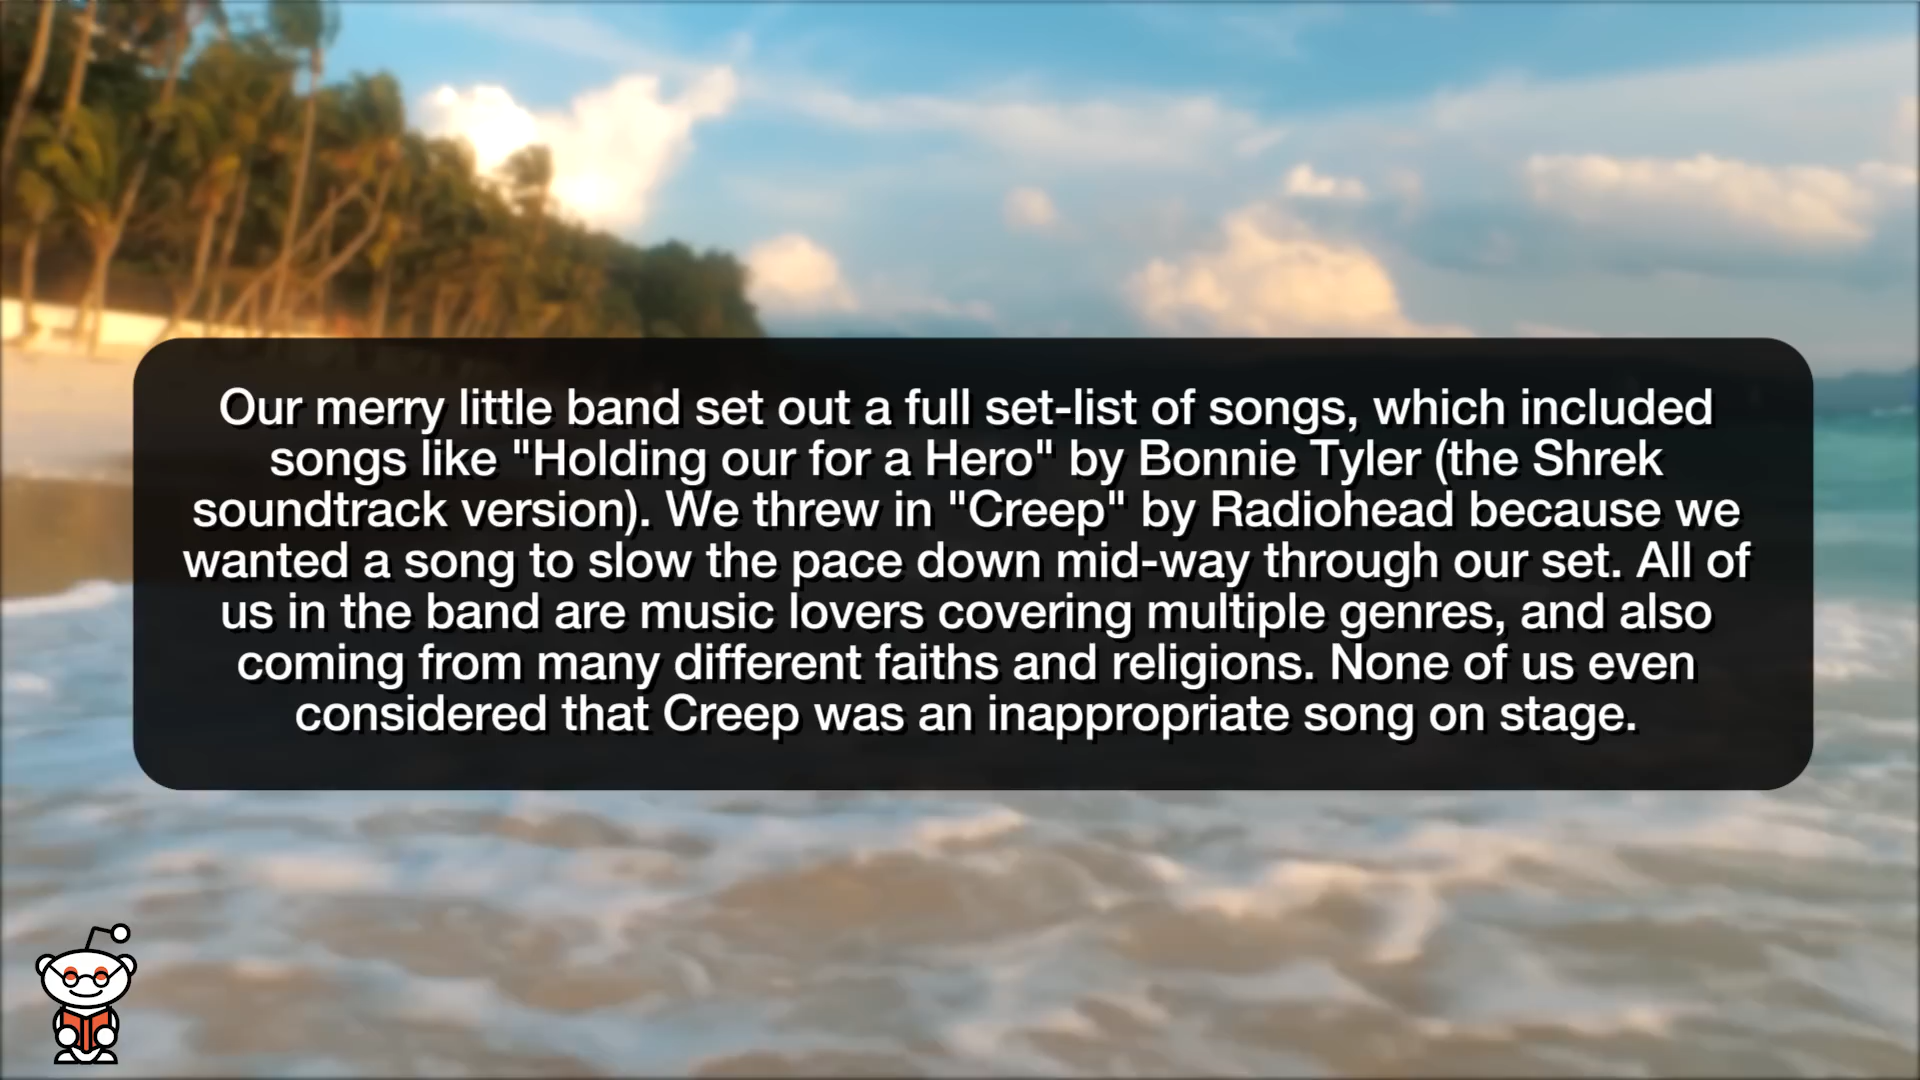 Our merry little band set out a full set-list of songs, which included
songs like "Holding our for a Hero" by Bonnie Tyler (the Shrek
soundtrack version). We threw in "Creep" by Radiohead because we
wanted a song to slow the pace down mid-way through our set. All of
us in the band are music lovers covering multiple genres, and also
coming from many different faiths and religions. None of us even
considered that Creep was an inappropriate song on stage.